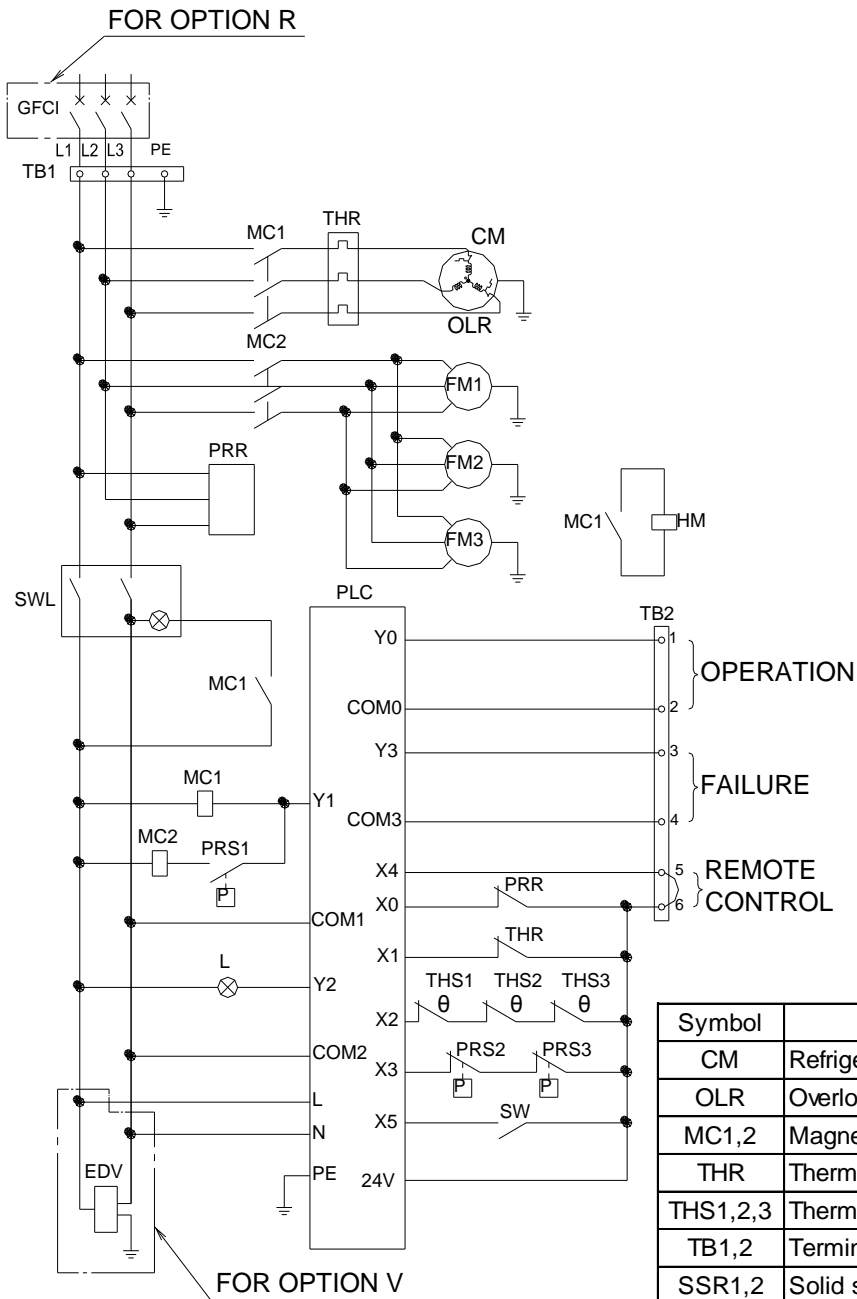 FOR OPTION R
GFCI
L1 L2 L3 PE
TB1
MC1 THR CM
OLR
MC2
FM1
PRR
FM2
MC1 HM
FM3
SWL
PLC
TB2
Y0 1
OPERATION
MC1
COM0 2
Y3 3
FAILURE
MC1
Y1
COM3 4
MC2 PRS1
P
X4 5
REMOTE
CONTROL
X0 PRR 6
COM1
X1 THR
L
Y2
THS1 THS2 THS3
θ θ θ
X2
COM2
PRS2 PRS3
X3
P P
L
SW
X5
N
EDV
PE
24V
FOR OPTION V
Symbol
CM Refrige
OLR Overlo
MC1,2 Magne
THR Therm
THS1,2,3 Therm
TB1,2 Termin
SSR1,2 Solid s